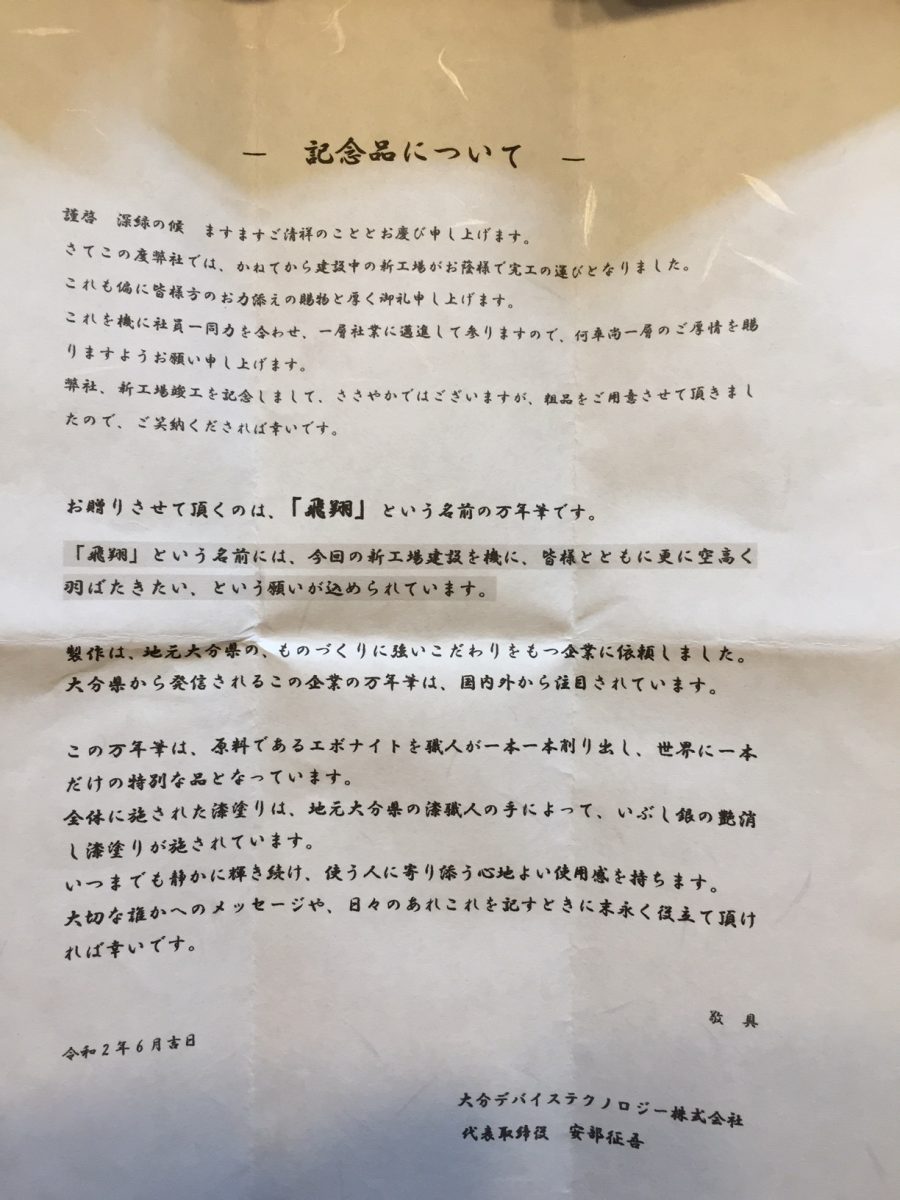 ― 記念品について ―
謹啓 深緑の候 ますますご清祥のこととお慶び申し上げます。
さてこの度弊社では、かねてから建設中の新工場がお蔭様で完工の運びとなりました。
これも偏に皆様方のお力添えの賜物と厚く御礼申し上げます。
これを機に社員一同力を合わせ、一層社業に邁進して参りますので、何卒尚一層のご厚情を賜
りますようお願い申し上げます。
弊社、新工場竣工を記念しまして、ささやかではございますが、粗品をご用意させて頂きまし
たので、ご笑納くだされば幸いです。
お贈りさせて頂くのは、「飛翔」という名前の万年筆です。
「飛翔」という名前には、今回の新工場建設を機に、皆様とともに更に空高く
羽ばたきたい、という願いが込められています。
製作は、地元大分県の、ものづくりに強いこだわりをもつ企業に依頼しました。
大分県から発信されるこの企業の万年筆は、国内外から注目されています。
この万年筆は、原料であるエボナイトを職人が一本一本削り出し、世界に一本
だけの特別な品となっています。
全体に施された漆塗りは、地元大分県の漆職人の手によって、いぶし銀の艶消
し漆塗りが施されています。
いつまでも静かに輝き続け、使う人に寄り添う心地よい使用感を持ちます。
大切な誰かへのメッセージや、日々のあれこれを記すときに末永く役立て頂け
れば幸いです。
敬 具
令和2年6月吉日
大分デバイステクノロジー株式会社
代表取締役 安部征吾